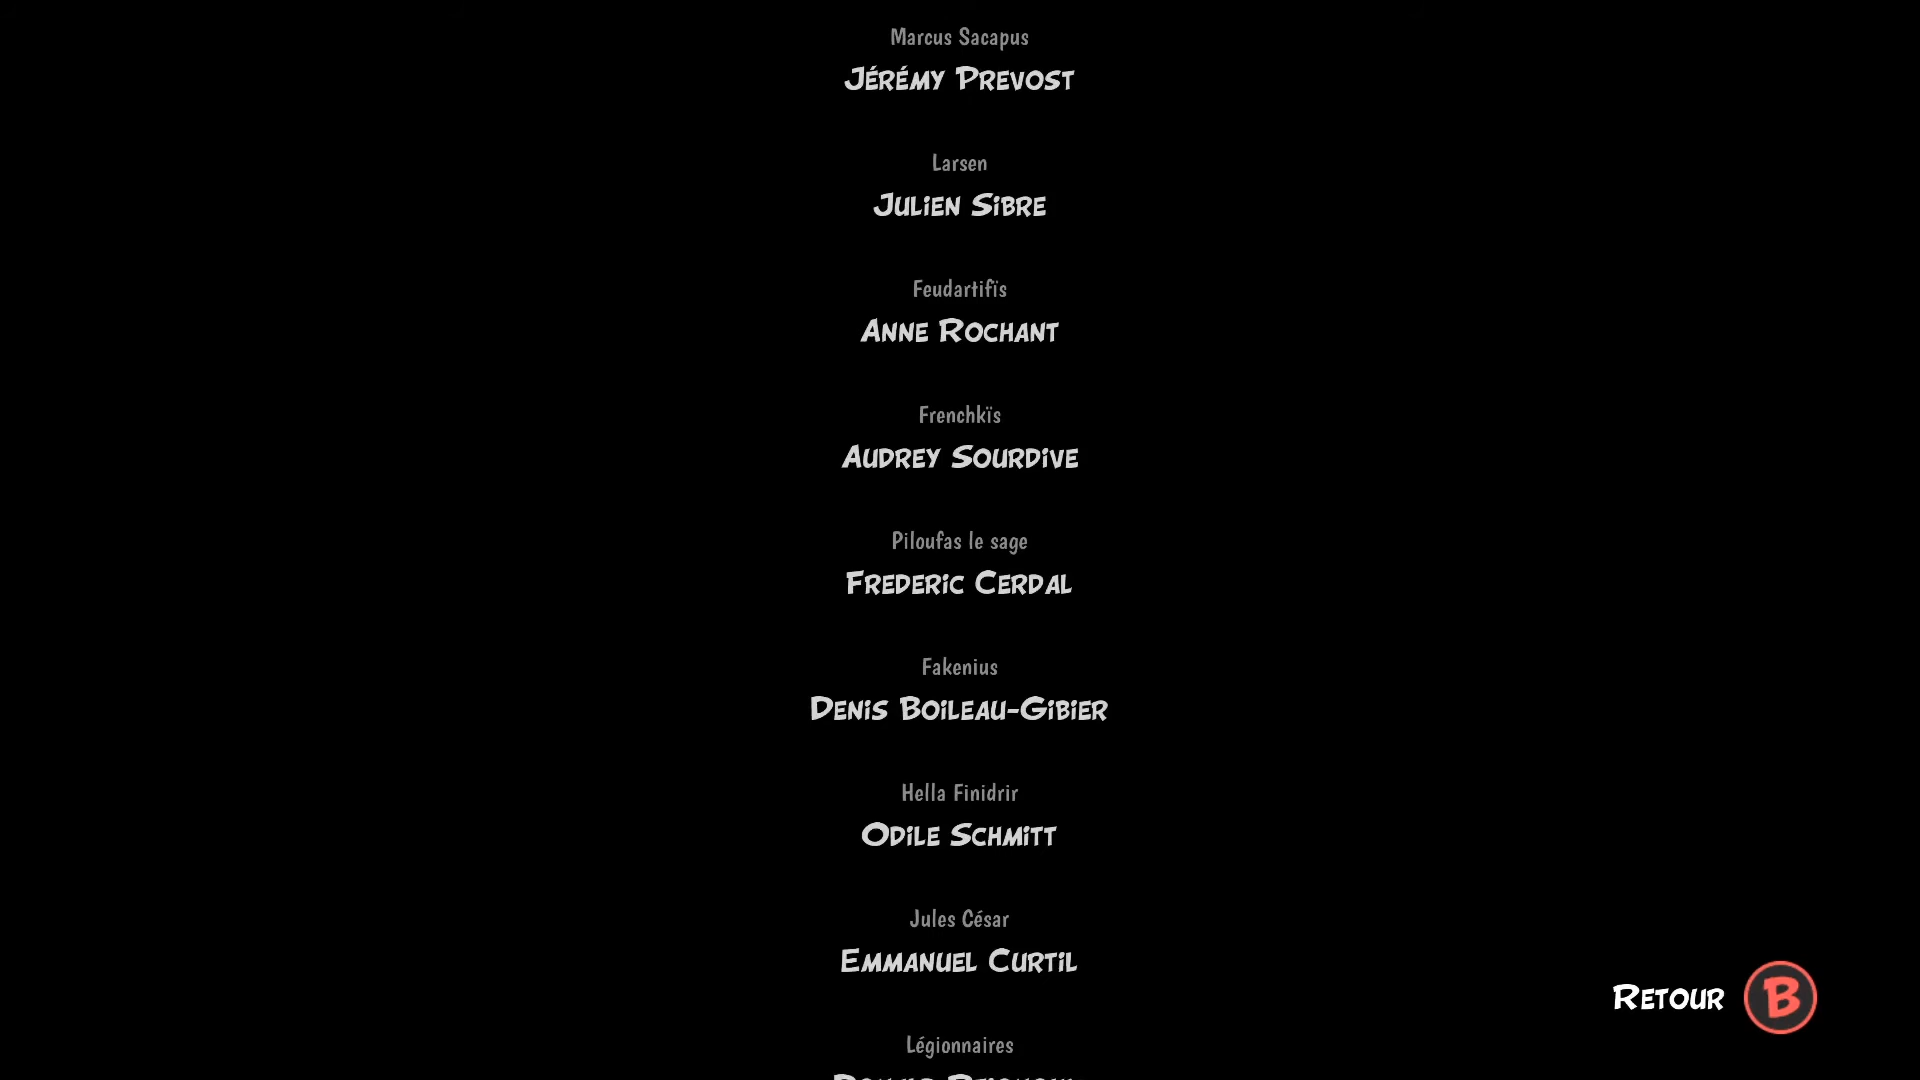 Marcus Sacapus
Jérémy Prevost
Larsen
Julien Sibre
Feudartifïs
Anne Rochant
Frenchkïs
Audrey Sourdive
Piloufas le sage
Frederic Cerdal
Fakenius
Denis Boileau-Gibier
Hella Finidrir
Odile Schmitt
Jules César
Emmanuel Curtil
Retour B
Légionnaires